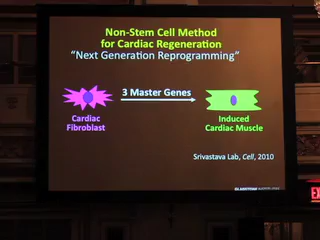 Non-Stem Cell Method
for Cardiac Regeneration
“Next Generation Reprogramming”
3 Master Genes
Cardiac
Fibroblast
Induced
Cardiac Muscle
Srivastava Lab, Cell, 2010